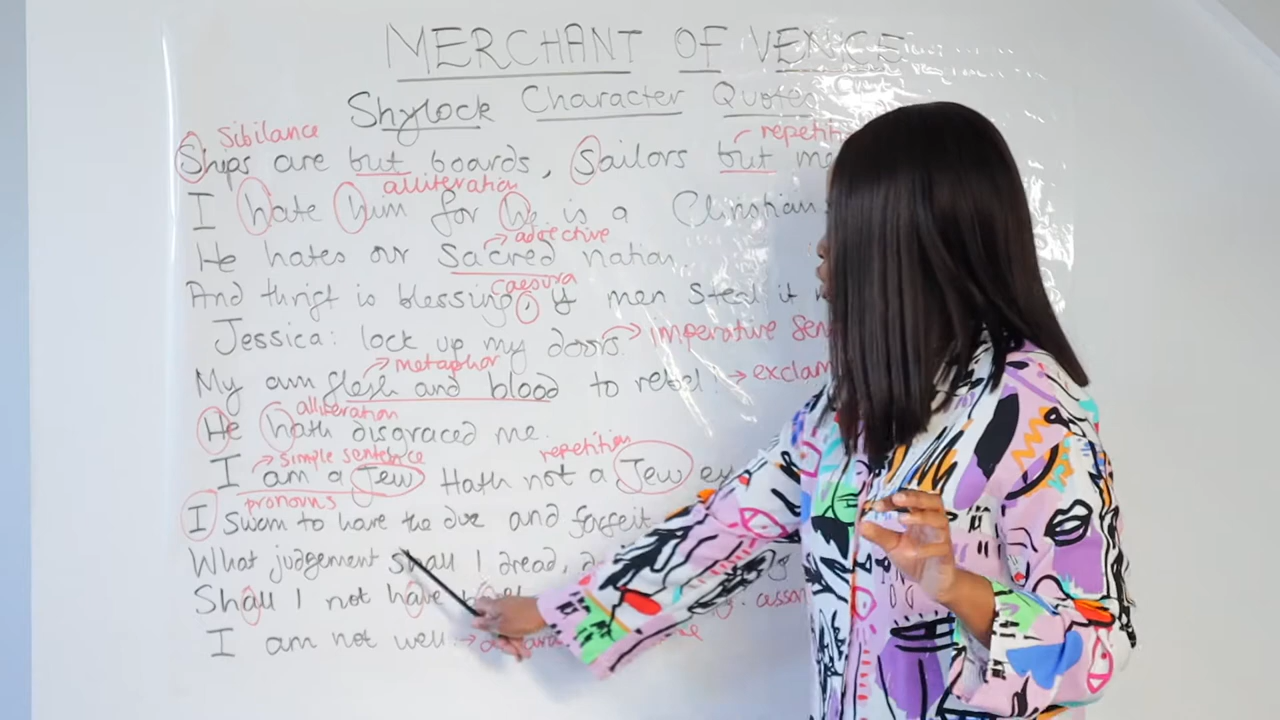 MERCHANT OF VENICE
Shylock Character Quotes
Sibilance
repetiti
Ships are but boards, Sailors but me
alliteration
I hate him for he is a Christian
adjective
He hates our Sacred nation.
caesura
And thrift is blessing, if men steal it n
Jessica: lock up my doors. → imperative sen
metaphor
My own flesh and blood to rebel! → exclam
alliteration
He hath disgraced me.
simple sentence
repetition
I am a Jew Hath not a Jew ey
pronouns
I swom to have the due and forfeit
What judgement shall I dread, d
Shall I not have
assan
I am not well. →